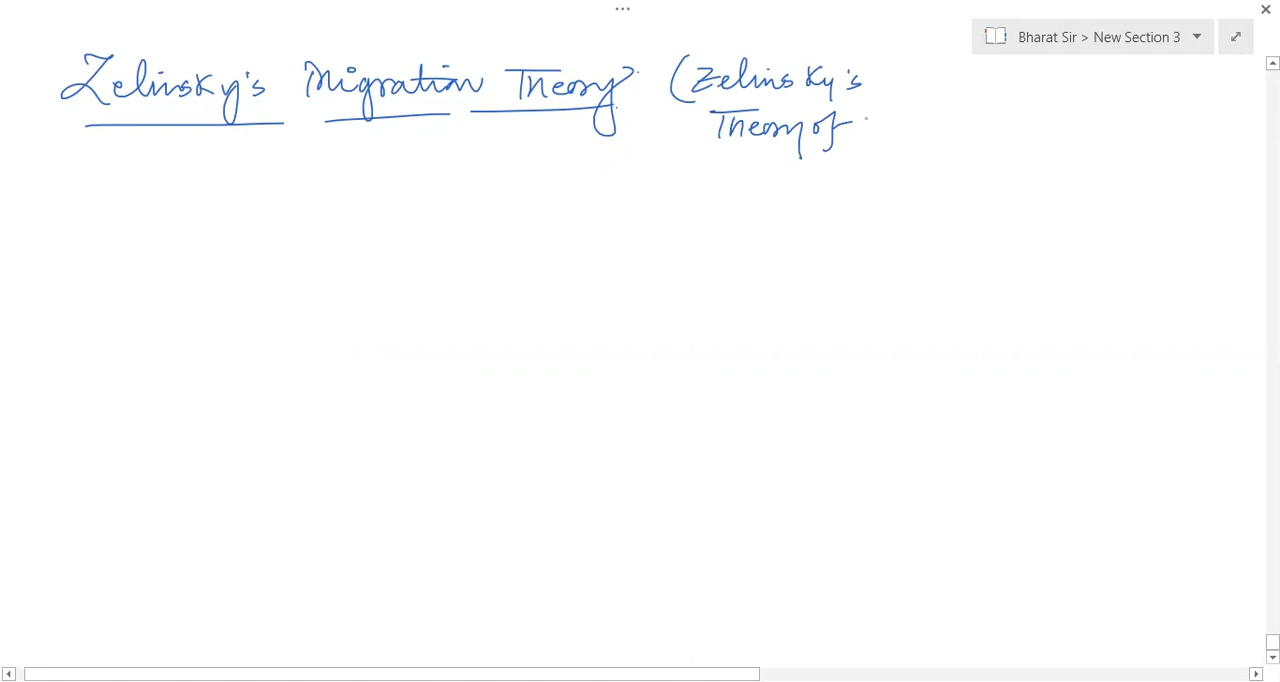 ...
Bharat Sir > New Section 3
Zelinsky's Migration Theory (Zelinsky's
Theory of